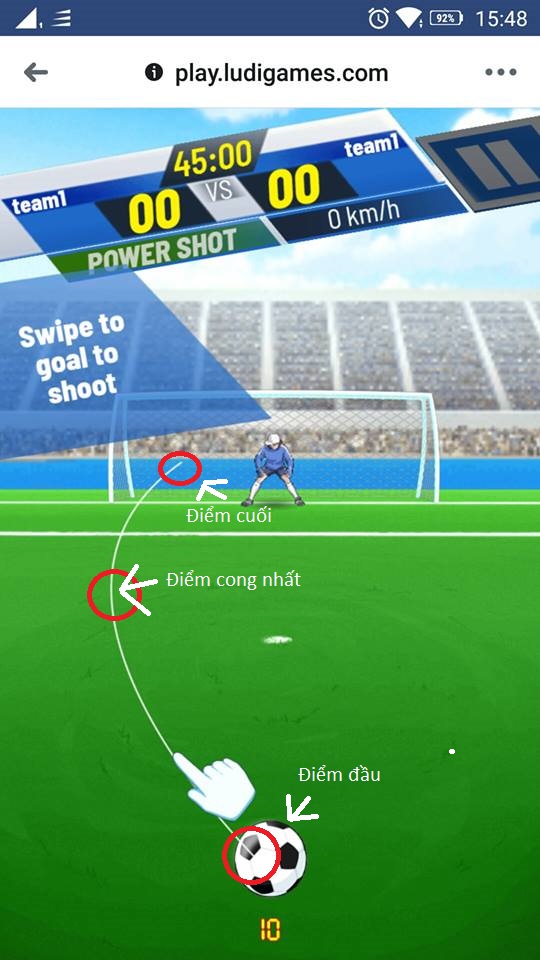 92% 15:48
play.ludigames.com
45:00
team1 00 VS 00 team1
POWER SHOT 0 km/h
Swipe to
goal to
shoot
Điểm cuối
Điểm cong nhất
Điểm đầu
10